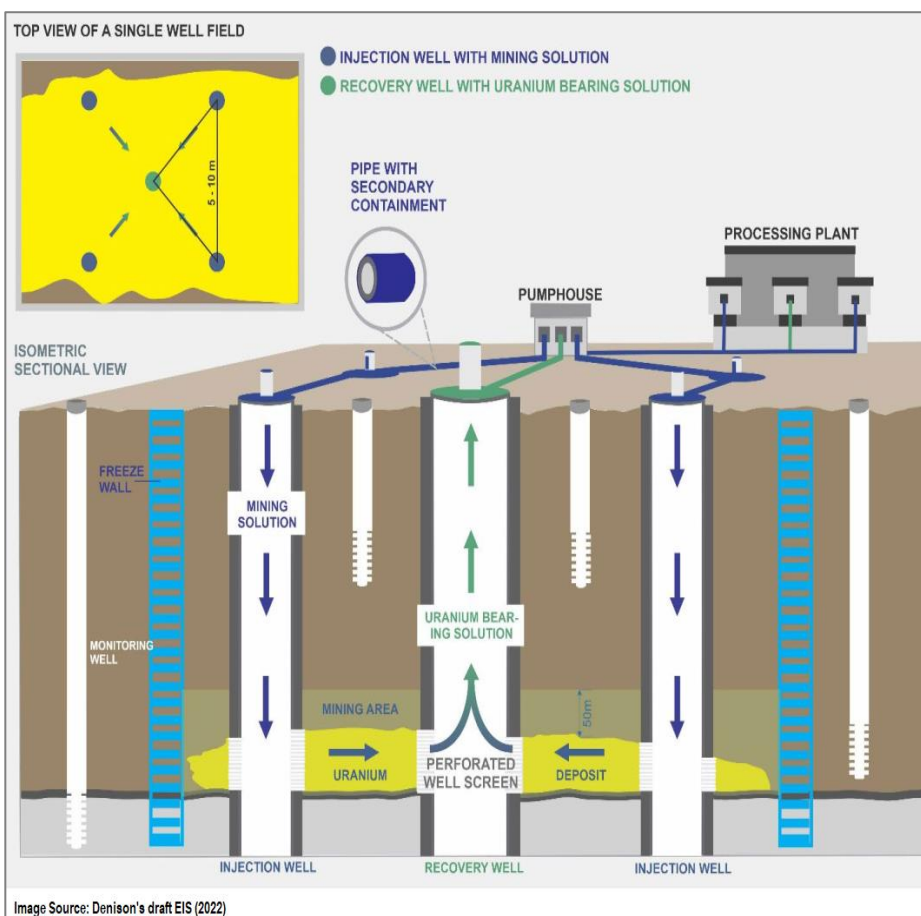 TOP VIEW OF A SINGLE WELL FIELD
INJECTION WELL WITH MINING SOLUTION
RECOVERY WELL WITH URANIUM BEARING SOLUTION
5 - 10 m
PIPE WITH
SECONDARY
CONTAINMENT
PROCESSING PLANT
PUMPHOUSE
ISOMETRIC
SECTIONAL VIEW
FREEZE
WALL
MINING
SOLUTION
URANIUM BEAR-
ING SOLUTION
MONITORING
WELL
MINING AREA
50m
URANIUM
PERFORATED
WELL SCREEN
DEPOSIT
INJECTION WELL
RECOVERY WELL
INJECTION WELL
Image Source: Denison's draft EIS (2022)